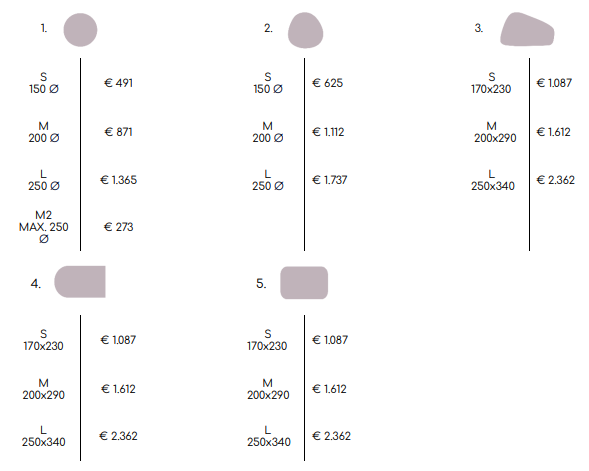 1.
S
150 Ø
€ 491
M
200 Ø
€ 871
L
250 Ø
€ 1.365
M2
MAX. 250
Ø
€ 273
2.
S
150 Ø
€ 625
M
200 Ø
€ 1.112
L
250 Ø
€ 1.737
3.
S
170x230
€ 1.087
M
200x290
€ 1.612
L
250x340
€ 2.362
4.
S
170x230
€ 1.087
M
200x290
€ 1.612
L
250x340
€ 2.362
5.
S
170x230
€ 1.087
M
200x290
€ 1.612
L
250x340
€ 2.362